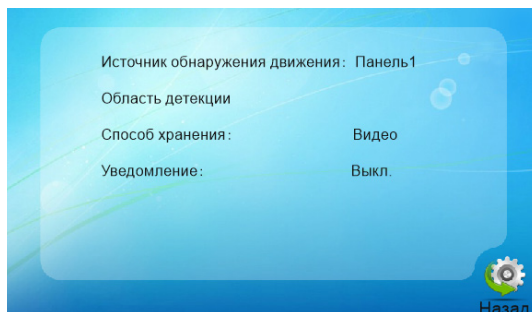 Источник обнаружения движения: Панель1
Область детекции
Способ хранения: Видео
Уведомление: Выкл.
Назад